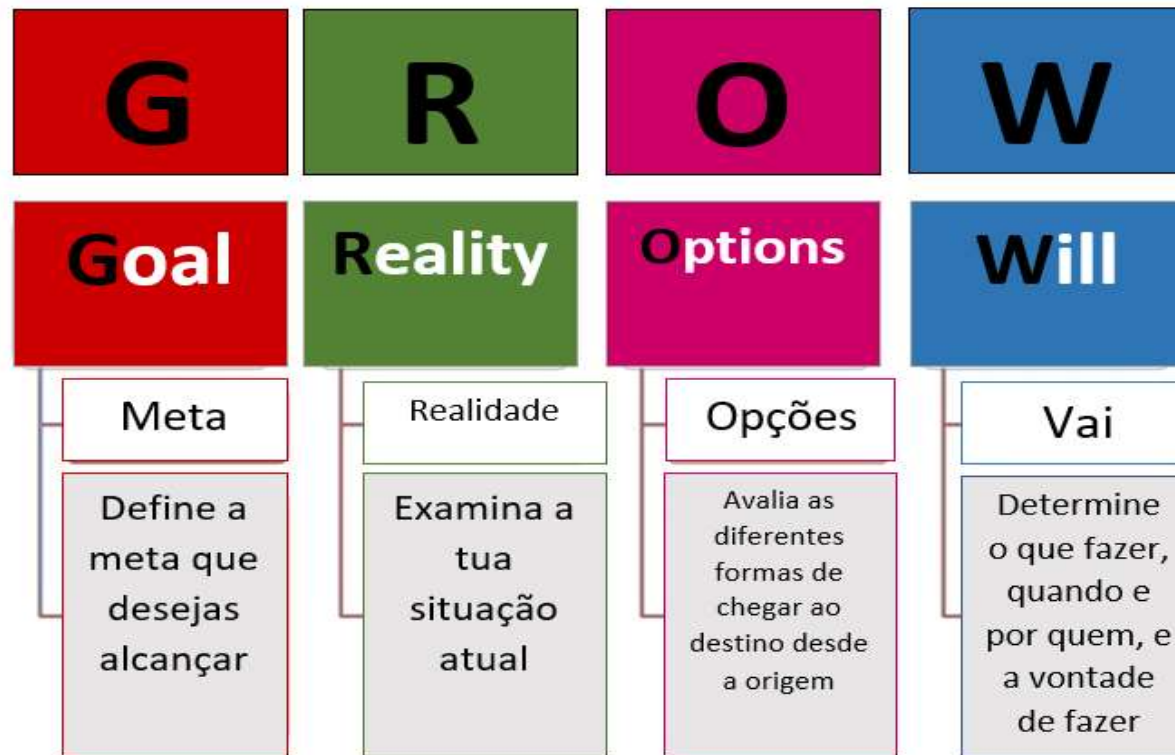 G
R
O
W
Goal
Reality
Options
Will
Meta
Realidade
Opções
Vai
Define a
meta que
desejas
alcançar
Examina a
tua
situação
atual
Avalia as
diferentes
formas de
chegar ao
destino desde
a origem
Determine
o que fazer,
quando e
por quem, e
a vontade
de fazer